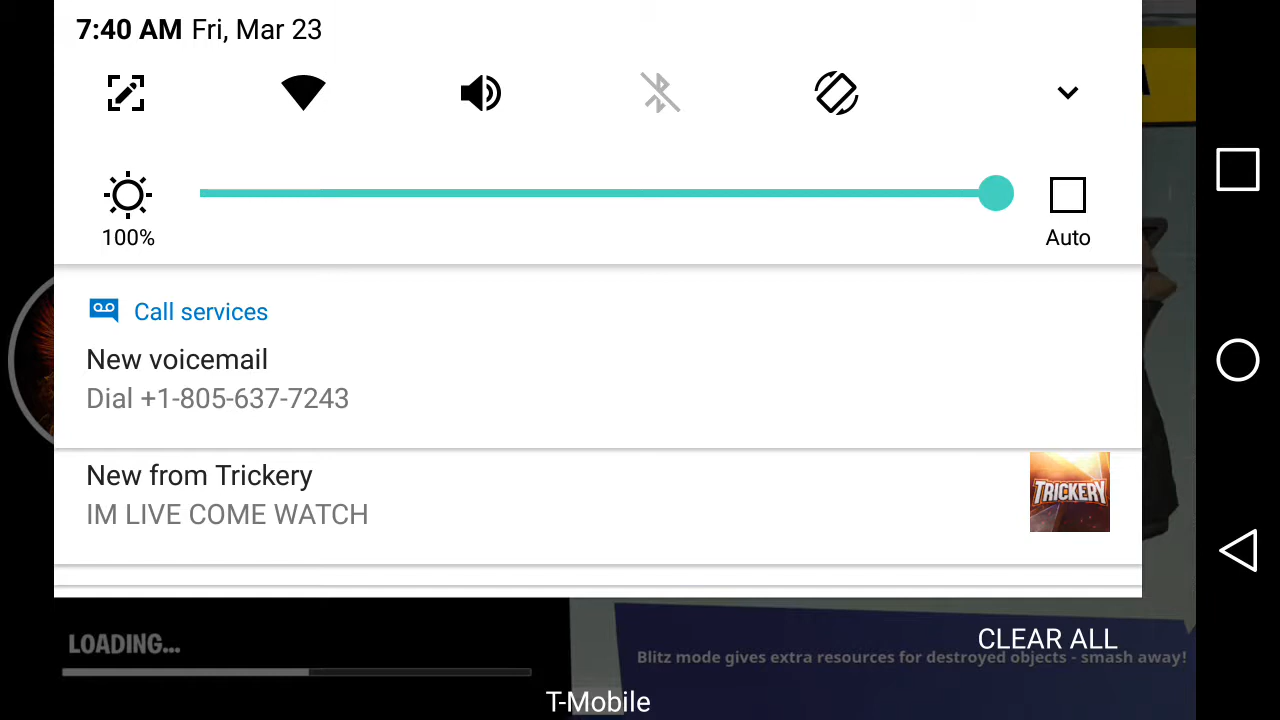 7:40 AM Fri, Mar 23
100%
Auto
Call services
New voicemail
Dial +1-805-637-7243
New from Trickery
IM LIVE COME WATCH
TRICKERY
LOADING...
CLEAR ALL
Blitz mode gives extra resources for destroyed objects - smash away!
T-Mobile